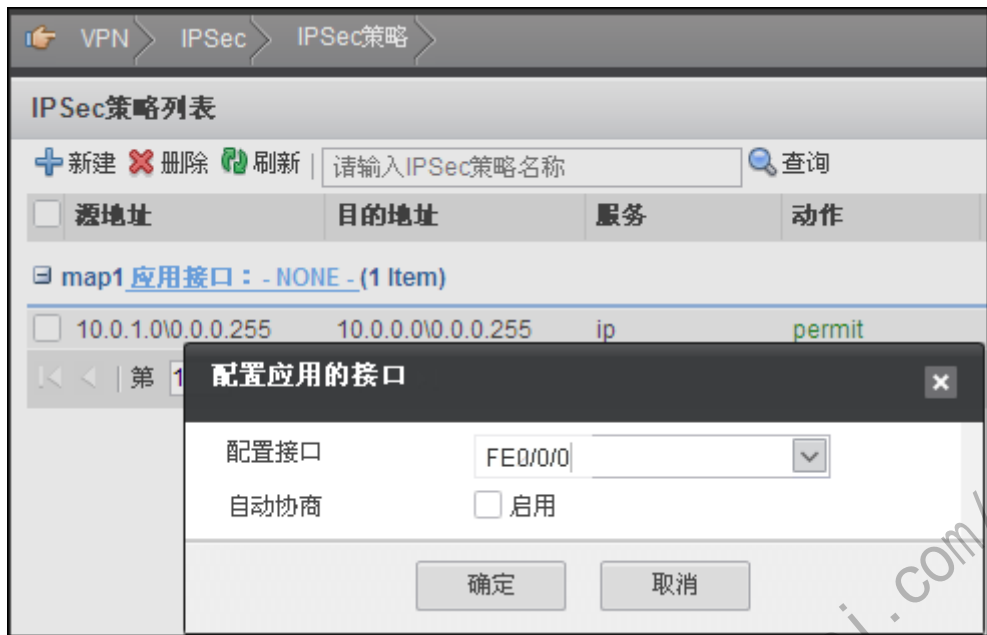 VPN IPSec IPSec策略
IPSec策略列表
新建 删除 刷新 | 请输入IPSec策略名称 查询
源地址 目的地址 服务 动作
map1 应用接口： - NONE - (1 Item)
10.0.1.0\0.0.0.255 10.0.0.0\0.0.0.255 ip permit
第 1
配置应用的接口
配置接口 FE0/0/0
自动协商 启用
确定 取消
.com/